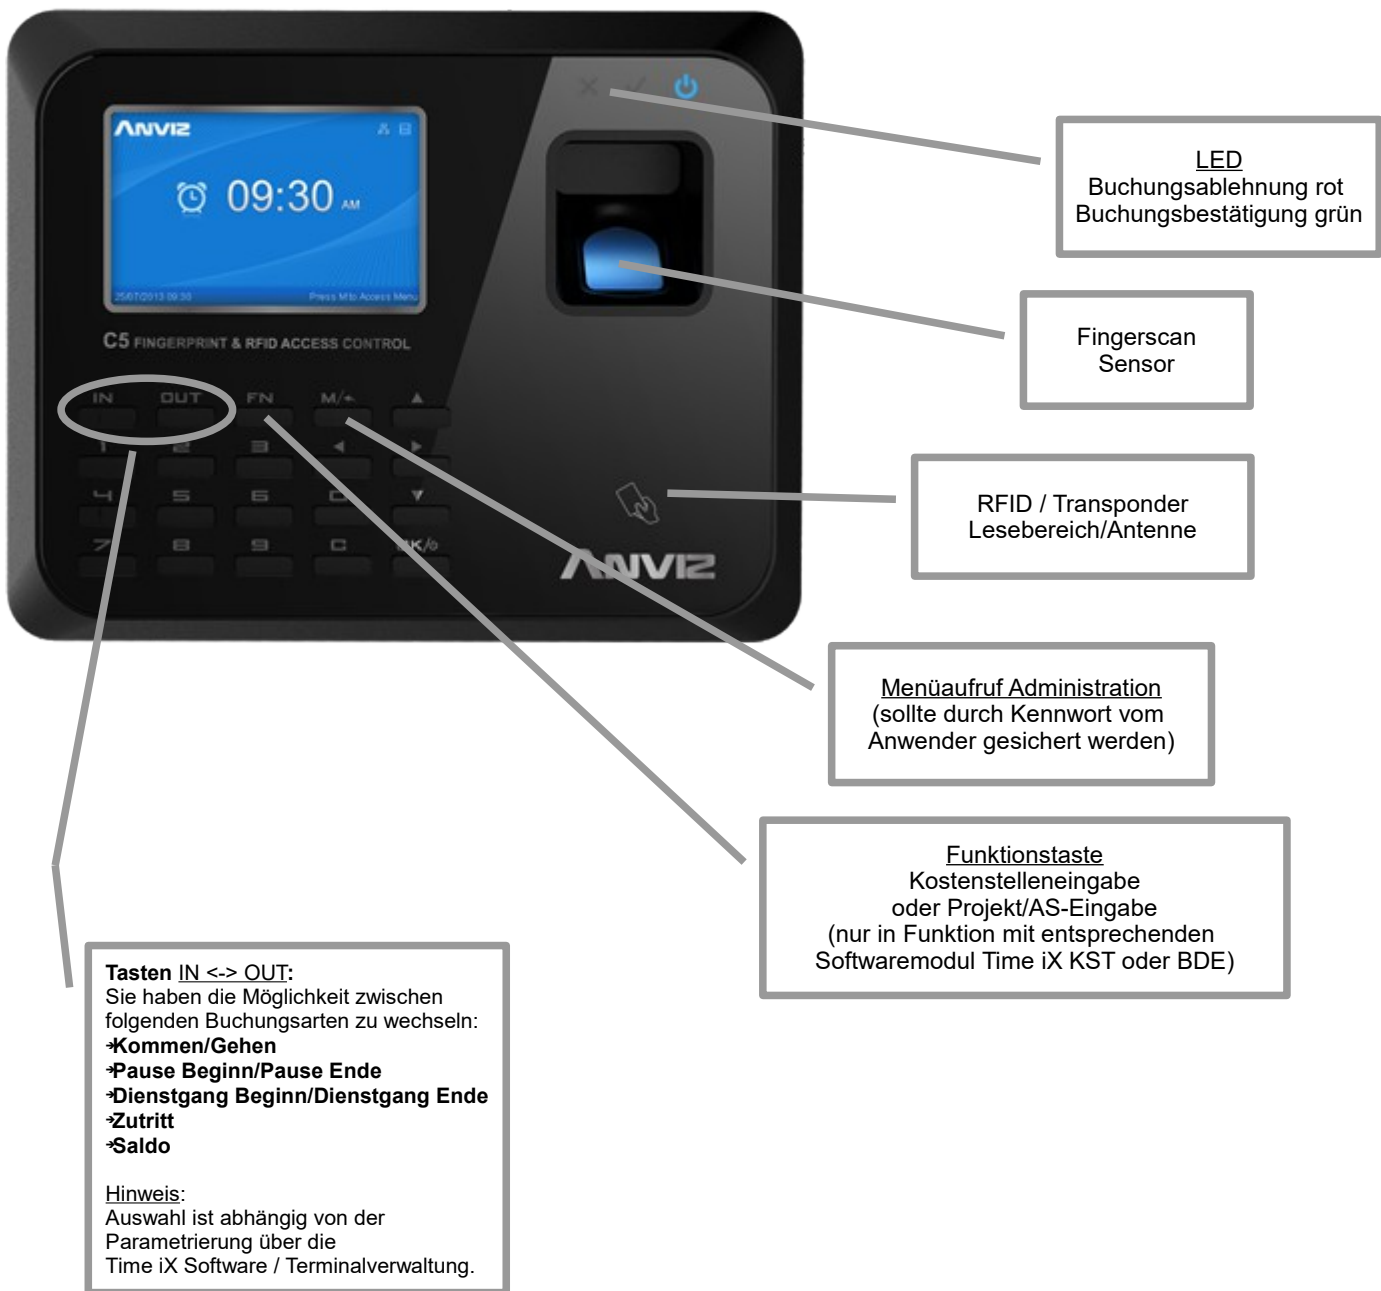 ANVIZ
09:30 AM
25/07/2013 09:30
Press M to Access Menu
C5 FINGERPRINT & RFID ACCESS CONTROL
IN OUT FN M/
1 2 3
4 5 6
7 8 9 C OK/
ANVIZ
LED
Buchungsablehnung rot
Buchungsbestätigung grün
Fingerscan
Sensor
RFID / Transponder
Lesebereich/Antenne
Menüaufruf Administration
(sollte durch Kennwort vom
Anwender gesichert werden)
Funktionstaste
Kostenstelleneingabe
oder Projekt/AS-Eingabe
(nur in Funktion mit entsprechenden
Softwaremodul Time iX KST oder BDE)
Tasten IN <-> OUT:
Sie haben die Möglichkeit zwischen
folgenden Buchungsarten zu wechseln:
➔Kommen/Gehen
➔Pause Beginn/Pause Ende
➔Dienstgang Beginn/Dienstgang Ende
➔Zutritt
➔Saldo
Hinweis:
Auswahl ist abhängig von der
Parametrierung über die
Time iX Software / Terminalverwaltung.